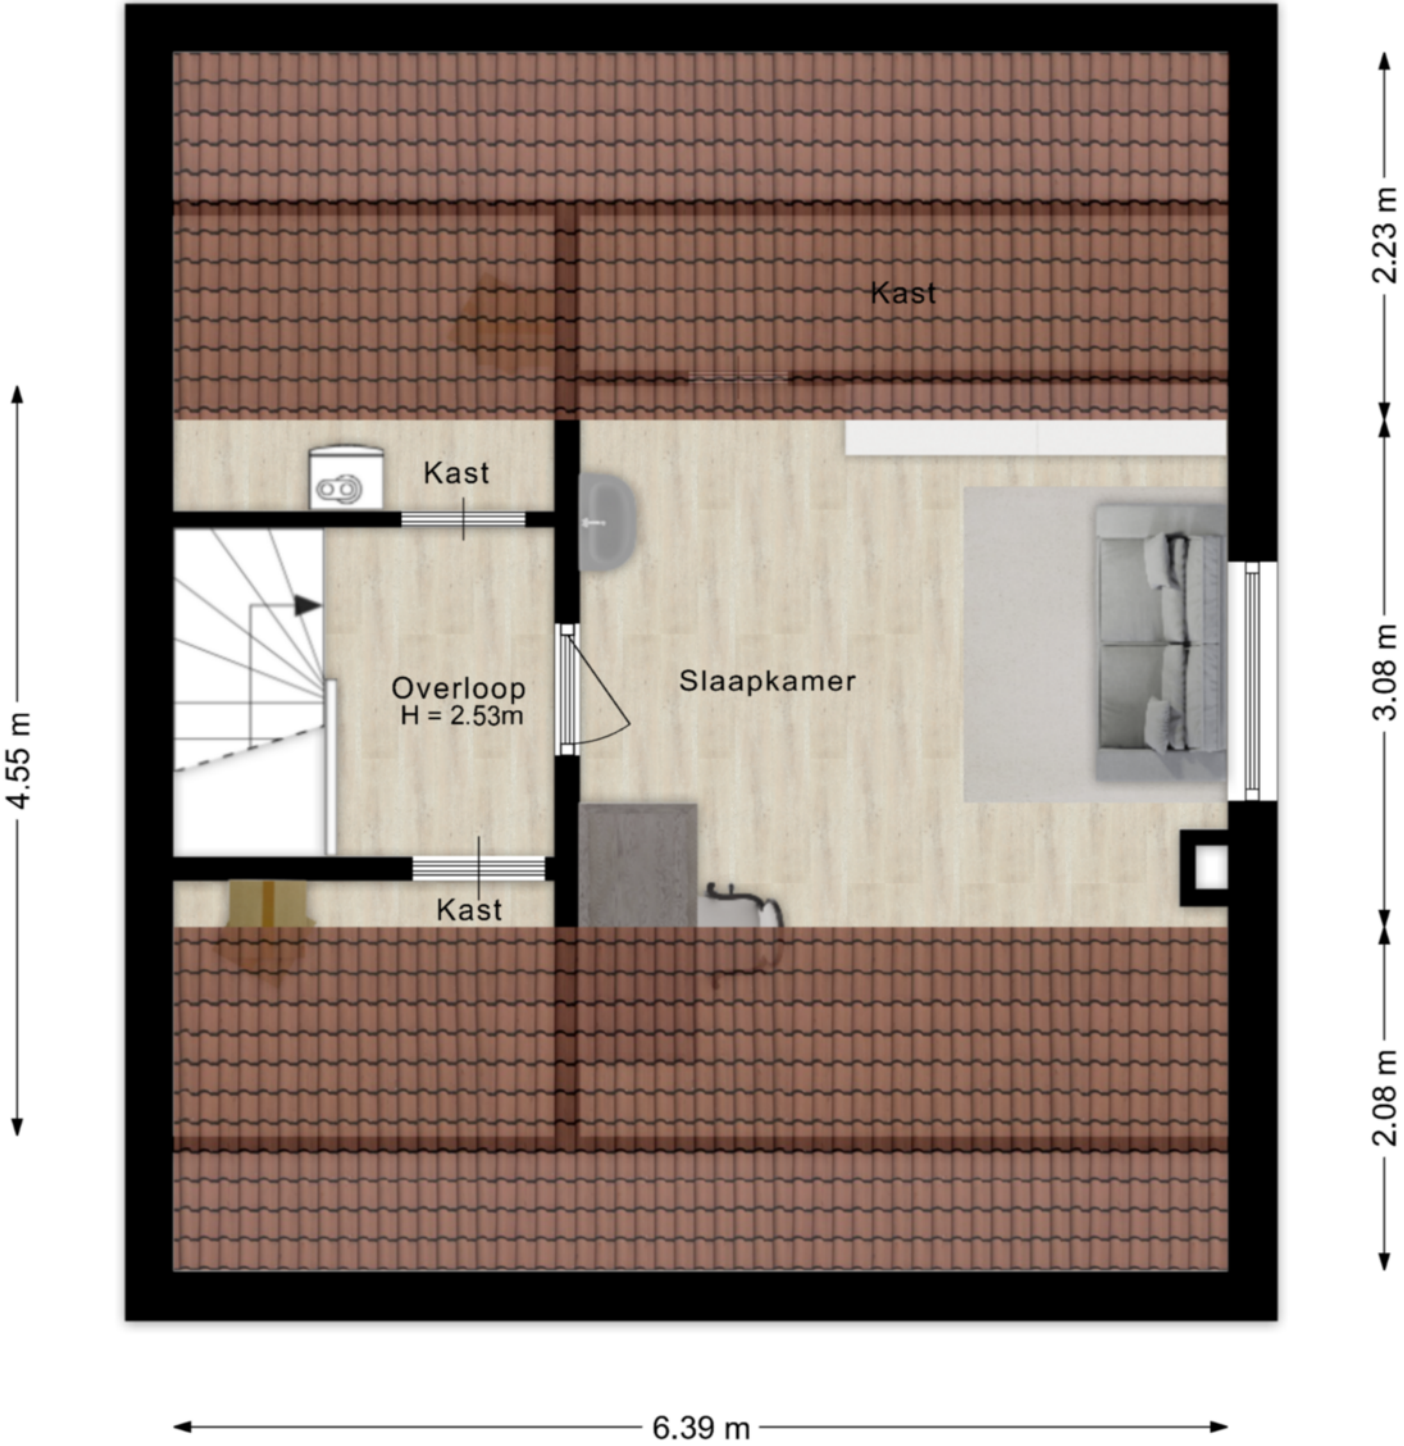 2.23 m
Kast
Kast
3.08 m
Slaapkamer
Overloop
H = 2.53m
4.55 m
Kast
2.08 m
6.39 m